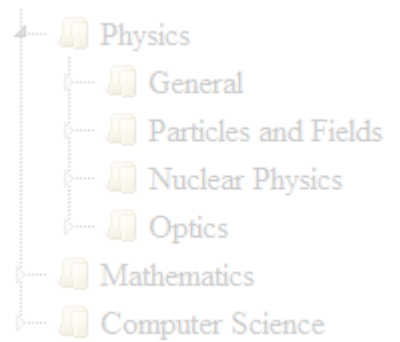 Physics
General
Particles and Fields
Nuclear Physics
Optics
Mathematics
Computer Science